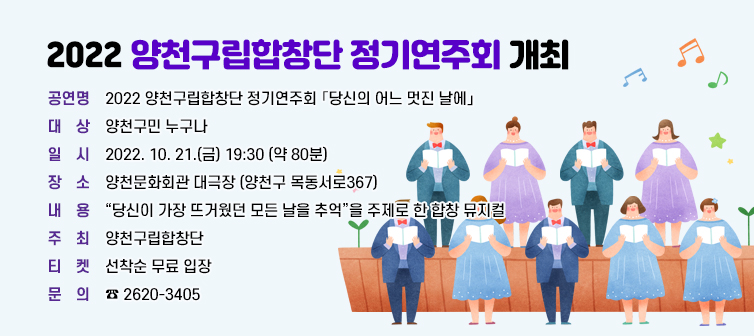 2022 양천구립합창단 정기연주회 개최
공연명 2022 양천구립합창단 정기연주회 「당신의 어느 멋진 날에」
대 상 양천구민 누구나
일 시 2022. 10. 21.(금) 19:30 (약 80분)
장 소 양천문화회관 대극장 (양천구 목동서로367)
내 용 “당신이 가장 뜨거웠던 모든 날을 추억”을 주제로 한 합창 뮤지컬
주 최 양천구립합창단
티 켓 선착순 무료 입장
문 의 ☎ 2620-3405